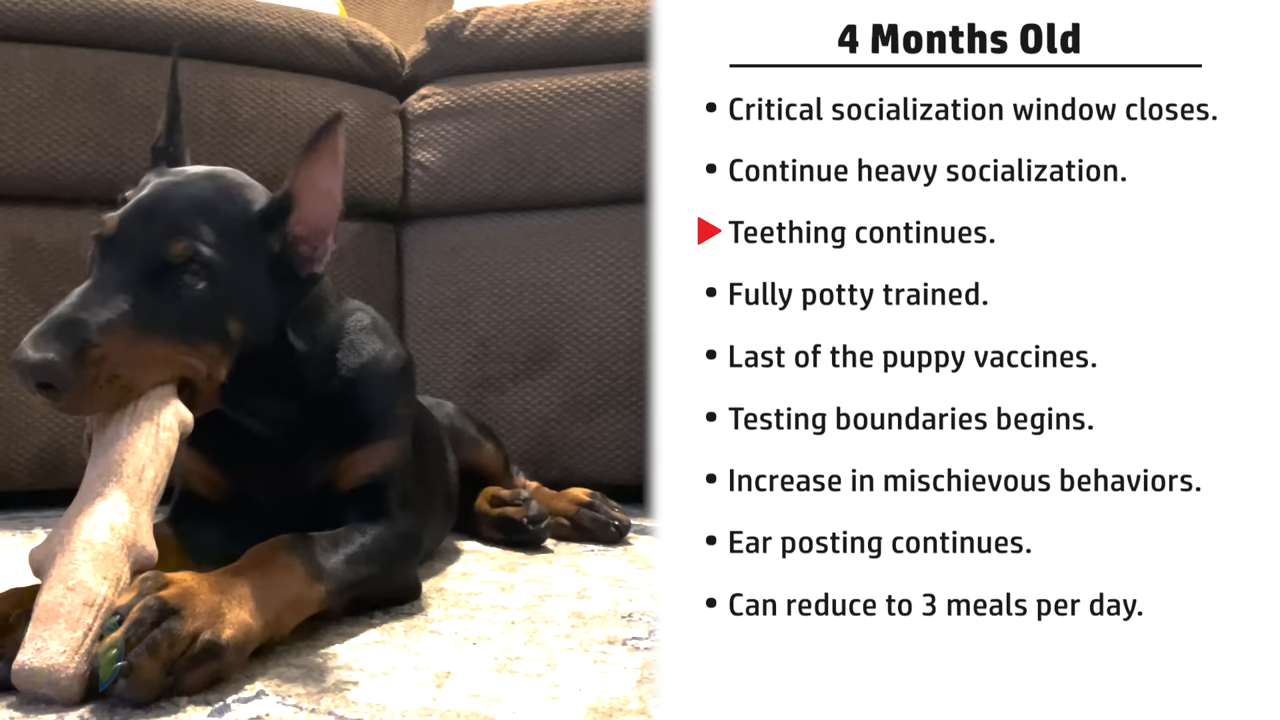 4 Months Old
• Critical socialization window closes.
• Continue heavy socialization.
Teething continues.
• Fully potty trained.
• Last of the puppy vaccines.
• Testing boundaries begins.
• Increase in mischievous behaviors.
• Ear posting continues.
• Can reduce to 3 meals per day.